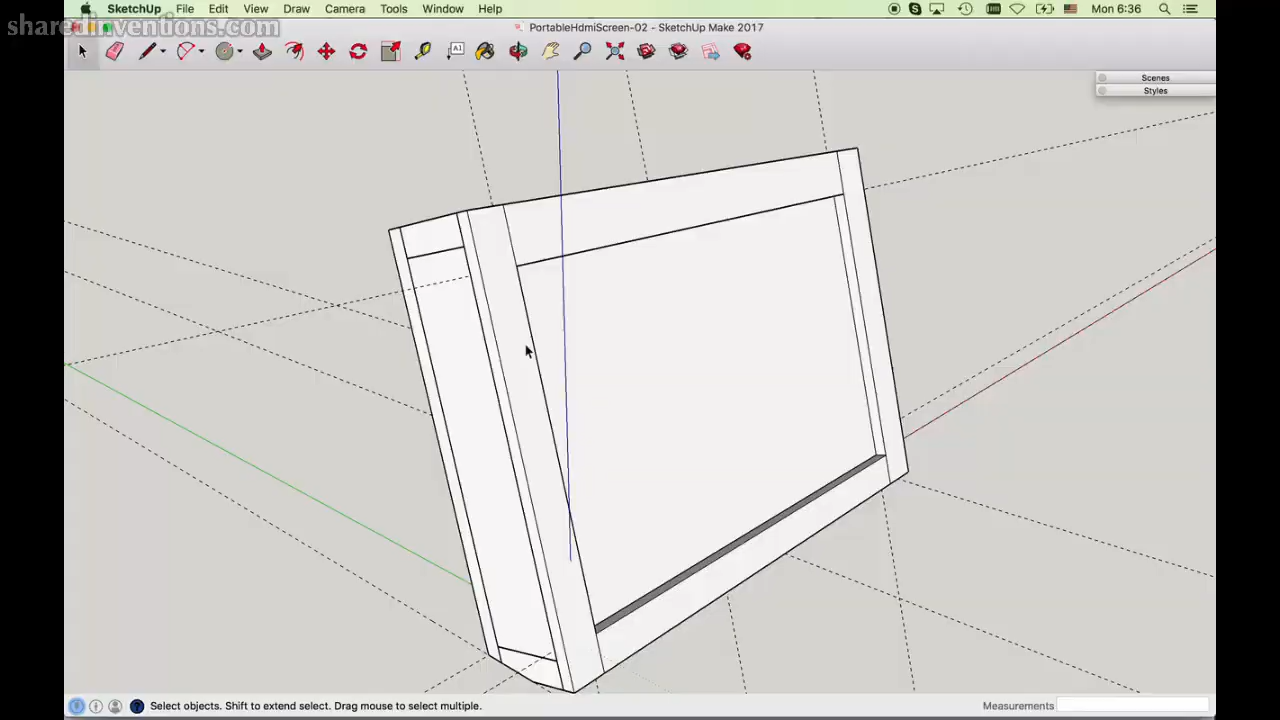 SketchUp File Edit View Camera Draw Tools Window Help Mon 6:36
sharedinventions.com
PortableHdmiScreen-02 - SketchUp Make 2017
A1
Scenes
Styles
Select objects. Shift to extend select. Drag mouse to select multiple. Measurements